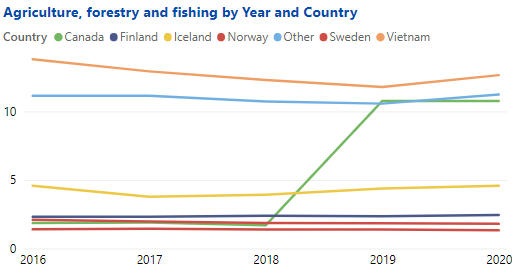 Agriculture, forestry and fishing by Year and Country
Country Canada Finland Iceland Norway Other Sweden Vietnam
10
5
0
2016 2017 2018 2019 2020